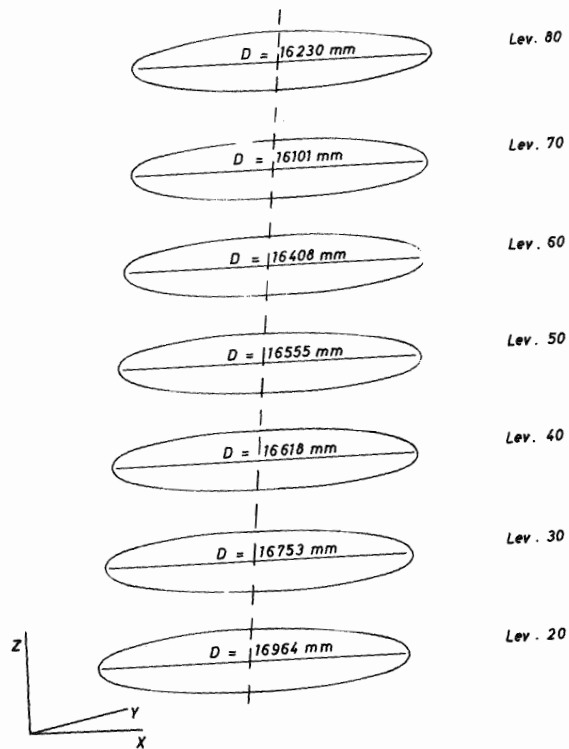 D = 16230 mm Lev. 80
D = 16101 mm Lev. 70
D = 16408 mm Lev. 60
D = 16555 mm Lev. 50
D = 16618 mm Lev. 40
D = 16753 mm Lev. 30
D = 16964 mm Lev. 20
Z
Y
X